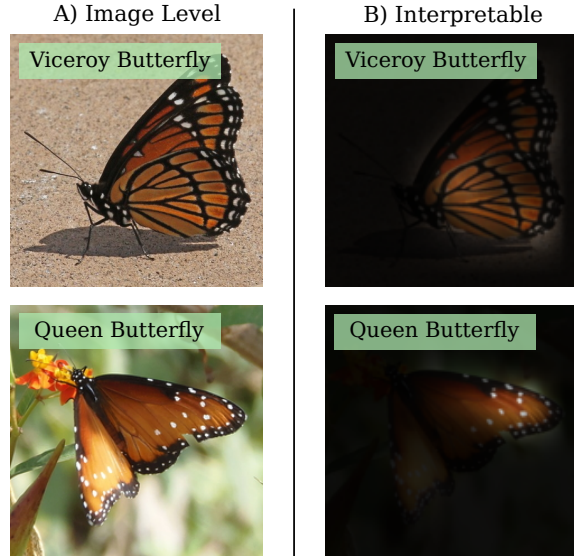 A) Image Level
B) Interpretable
Viceroy Butterfly
Viceroy Butterfly
Queen Butterfly
Queen Butterfly